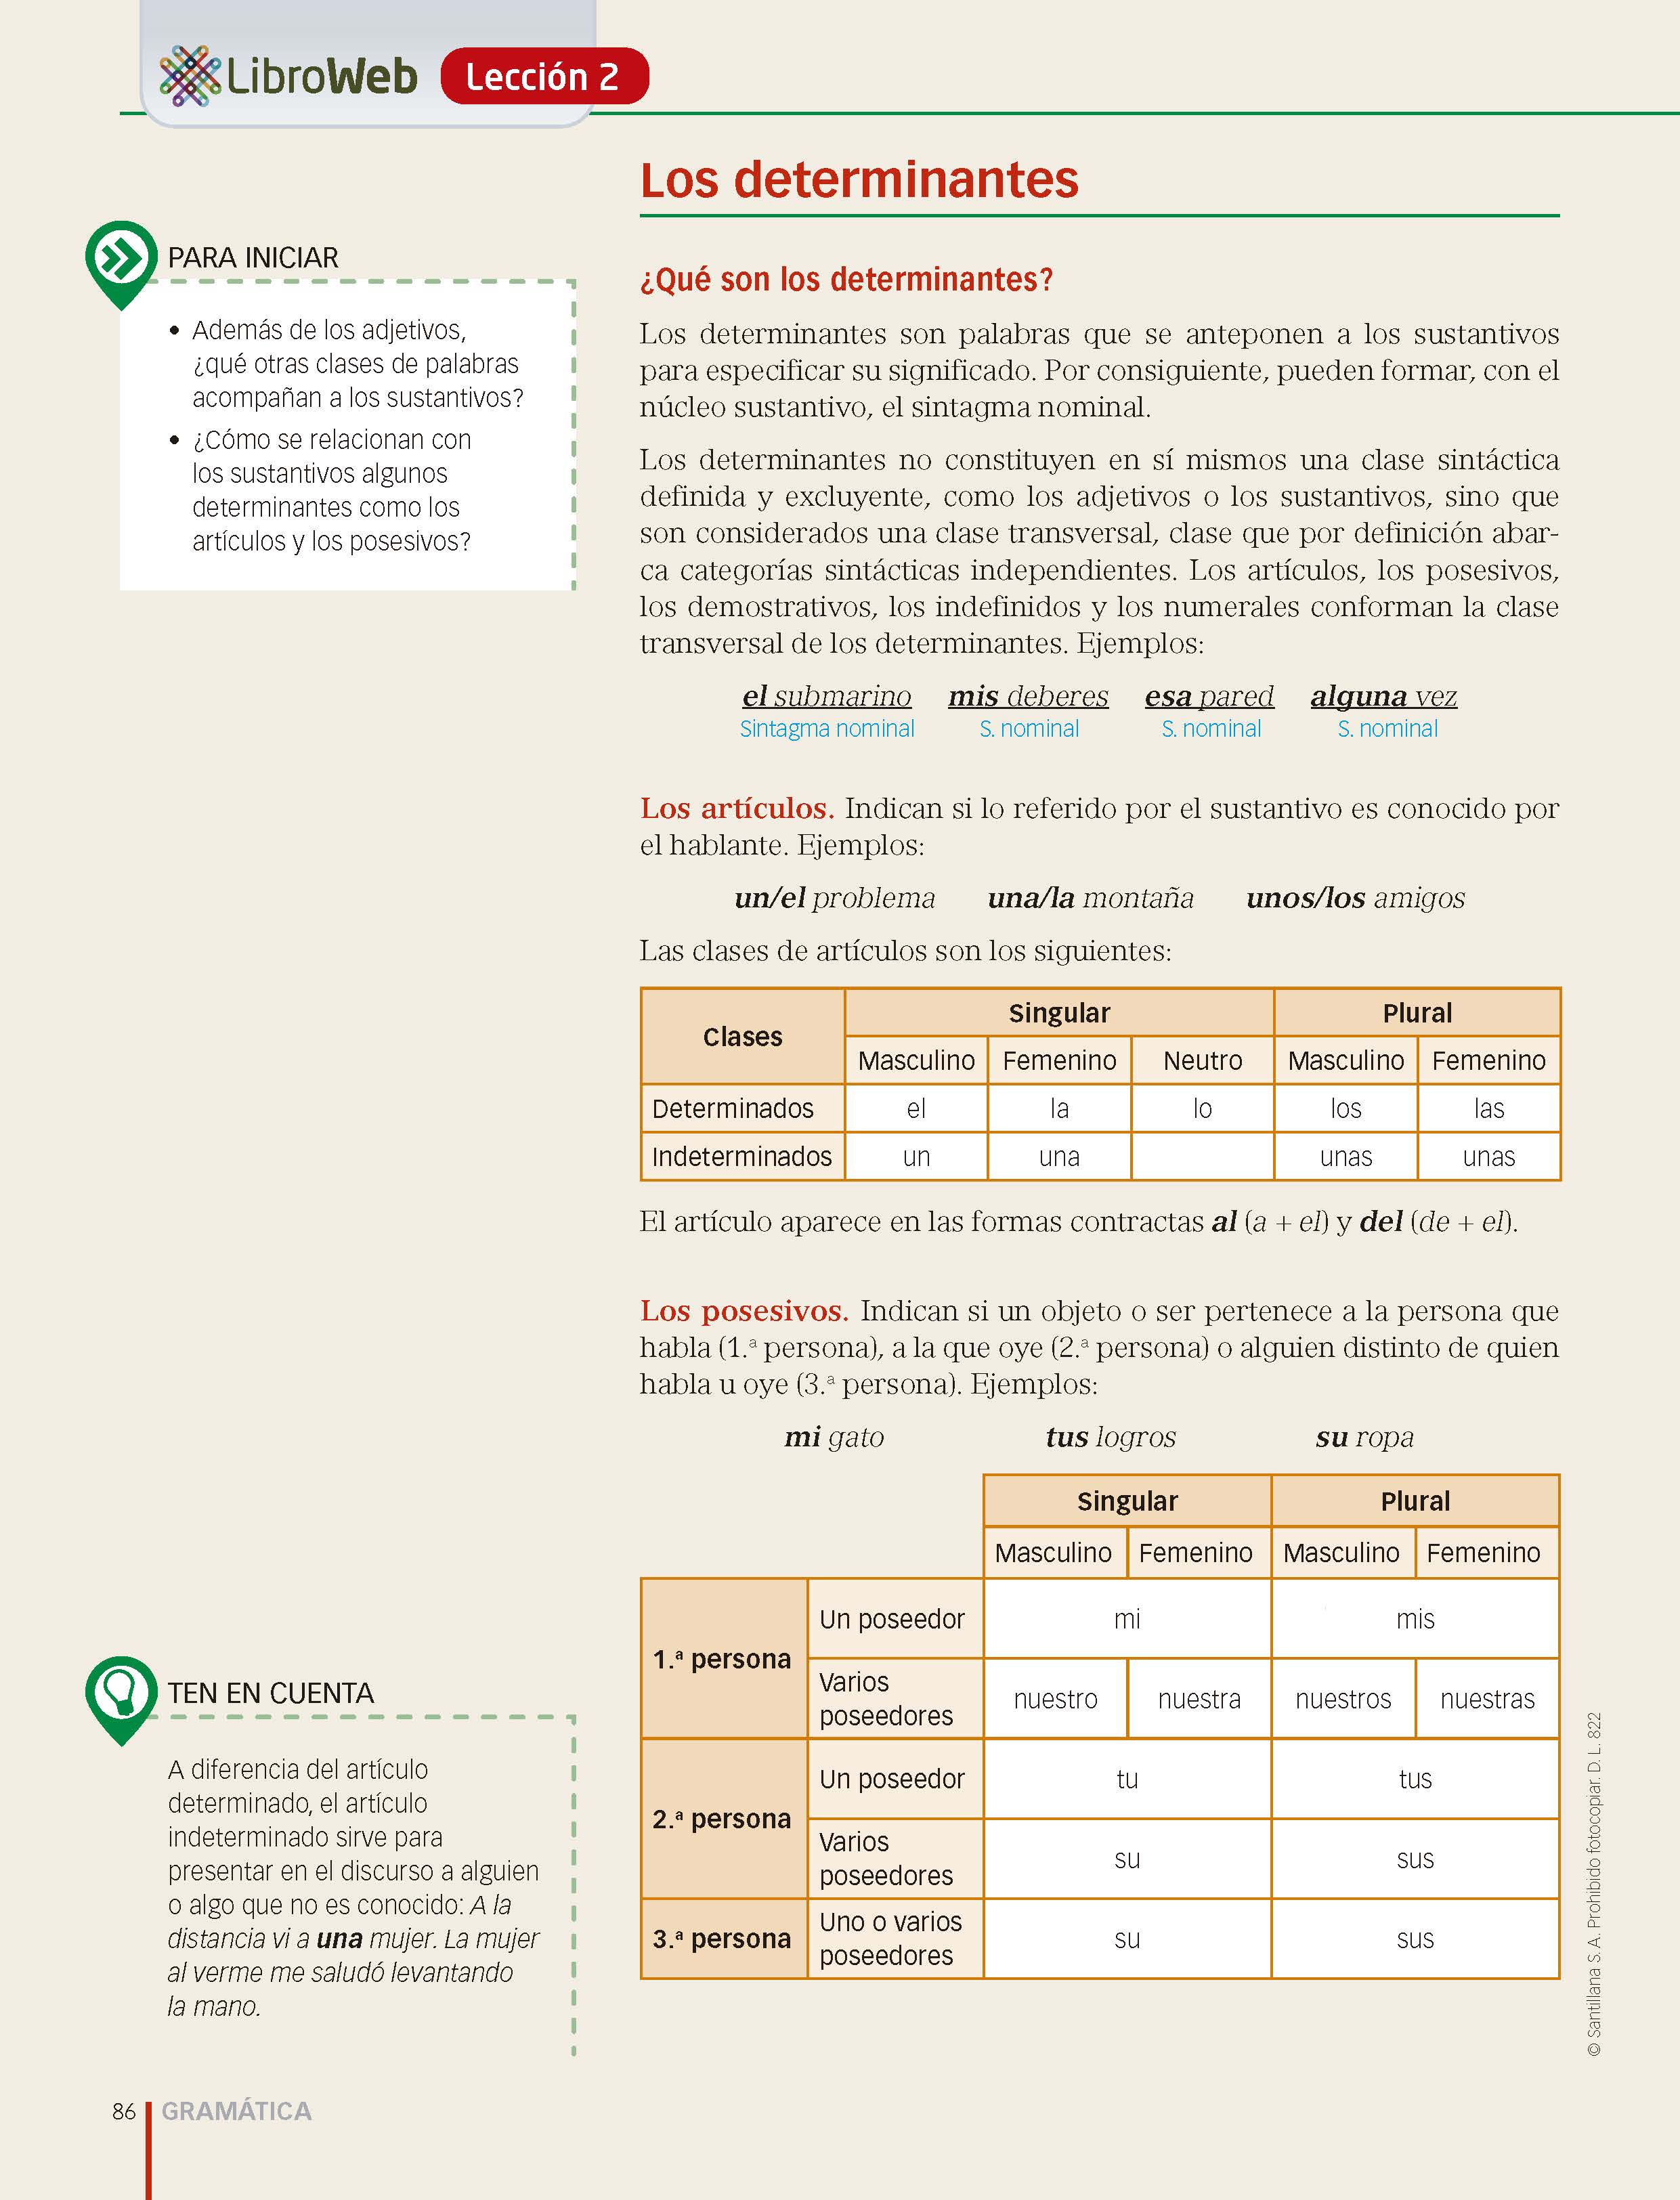 LibroWeb Lección 2
Los determinantes
PARA INICIAR
• Además de los adjetivos,
¿qué otras clases de palabras
acompañan a los sustantivos?
• ¿Cómo se relacionan con
los sustantivos algunos
determinantes como los
artículos y los posesivos?
¿Qué son los determinantes?
Los determinantes son palabras que se anteponen a los sustantivos
para especificar su significado. Por consiguiente, pueden formar, con el
núcleo sustantivo, el sintagma nominal.
Los determinantes no constituyen en sí mismos una clase sintáctica
definida y excluyente, como los adjetivos o los sustantivos, sino que
son considerados una clase transversal, clase que por definición abar-
ca categorías sintácticas independientes. Los artículos, los posesivos,
los demostrativos, los indefinidos y los numerales conforman la clase
transversal de los determinantes. Ejemplos:
el submarino mis deberes esa pared alguna vez
Sintagma nominal S. nominal S. nominal S. nominal
Los artículos. Indican si lo referido por el sustantivo es conocido por
el hablante. Ejemplos:
un/el problema una/la montaña unos/los amigos
Las clases de artículos son los siguientes:
Clases Singular Plural
Masculino Femenino Neutro Masculino Femenino
Determinados el la lo los las
Indeterminados un una unas unas
El artículo aparece en las formas contractas al (a + el) y del (de + el).
Los posesivos. Indican si un objeto o ser pertenece a la persona que
habla (1.ª persona), a la que oye (2.ª persona) o alguien distinto de quien
habla u oye (3.ª persona). Ejemplos:
mi gato tus logros su ropa
Singular Plural
Masculino Femenino Masculino Femenino
1.ª persona
Un poseedor mi mis
Varios
poseedores
nuestro nuestra nuestros nuestras
2.ª persona
Un poseedor tu tus
Varios
poseedores
su sus
3.ª persona
Uno o varios
poseedores
su sus
TEN EN CUENTA
A diferencia del artículo
determinado, el artículo
indeterminado sirve para
presentar en el discurso a alguien
o algo que no es conocido: A la
distancia vi a una mujer. La mujer
al verme me saludó levantando
la mano.
© Santillana S. A. Prohibido fotocopiar. D. L. 822
86 GRAMÁTICA